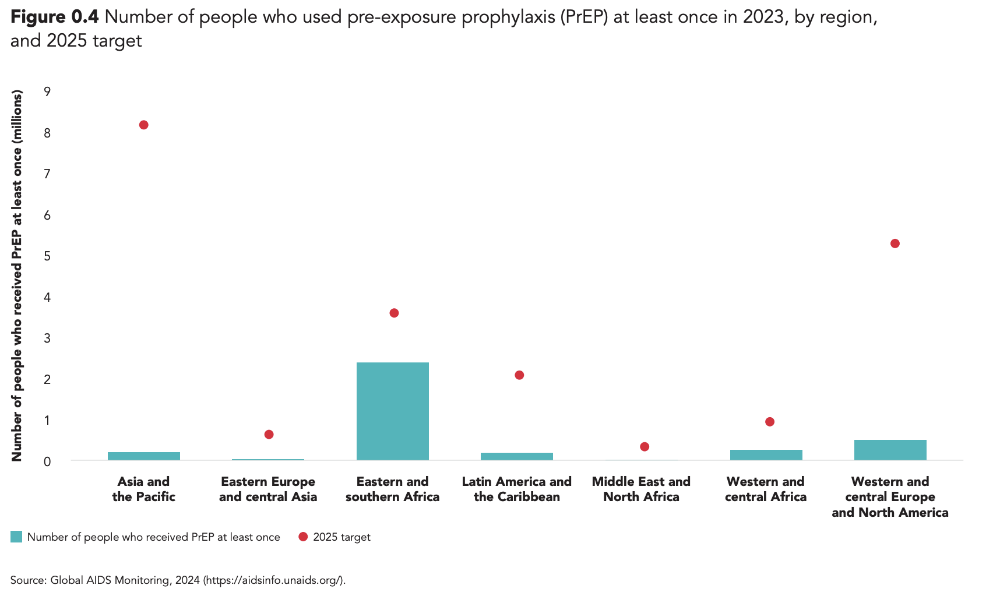 Figure 0.4 Number of people who used pre-exposure prophylaxis (PrEP) at least once in 2023, by region,
and 2025 target
Number of people who received PrEP at least once (millions)
9
8
7
6
5
4
3
2
1
0
Asia and
the Pacific
Eastern Europe
and central Asia
Eastern and
southern Africa
Latin America and
the Caribbean
Middle East and
North Africa
Western and
central Africa
Western and
central Europe
and North America
Number of people who received PrEP at least once
2025 target
Source: Global AIDS Monitoring, 2024 (https://aidsinfo.unaids.org/).